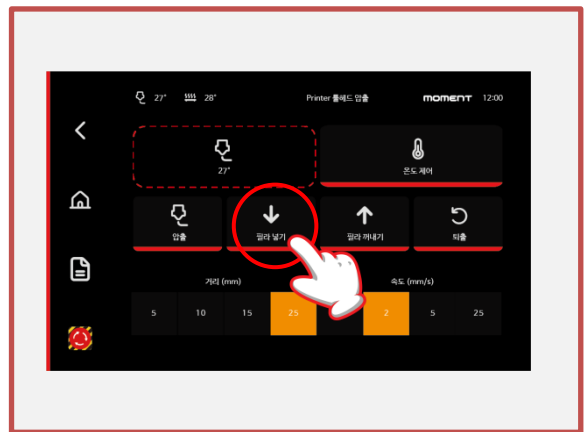 27° 28° Printer 툴헤드 압출 moment 12:00
27°
온도 제어
압출 필라 넣기 필라 꺼내기 퇴출
거리 (mm) 속도 (mm/s)
5 10 15 25 2 5 25